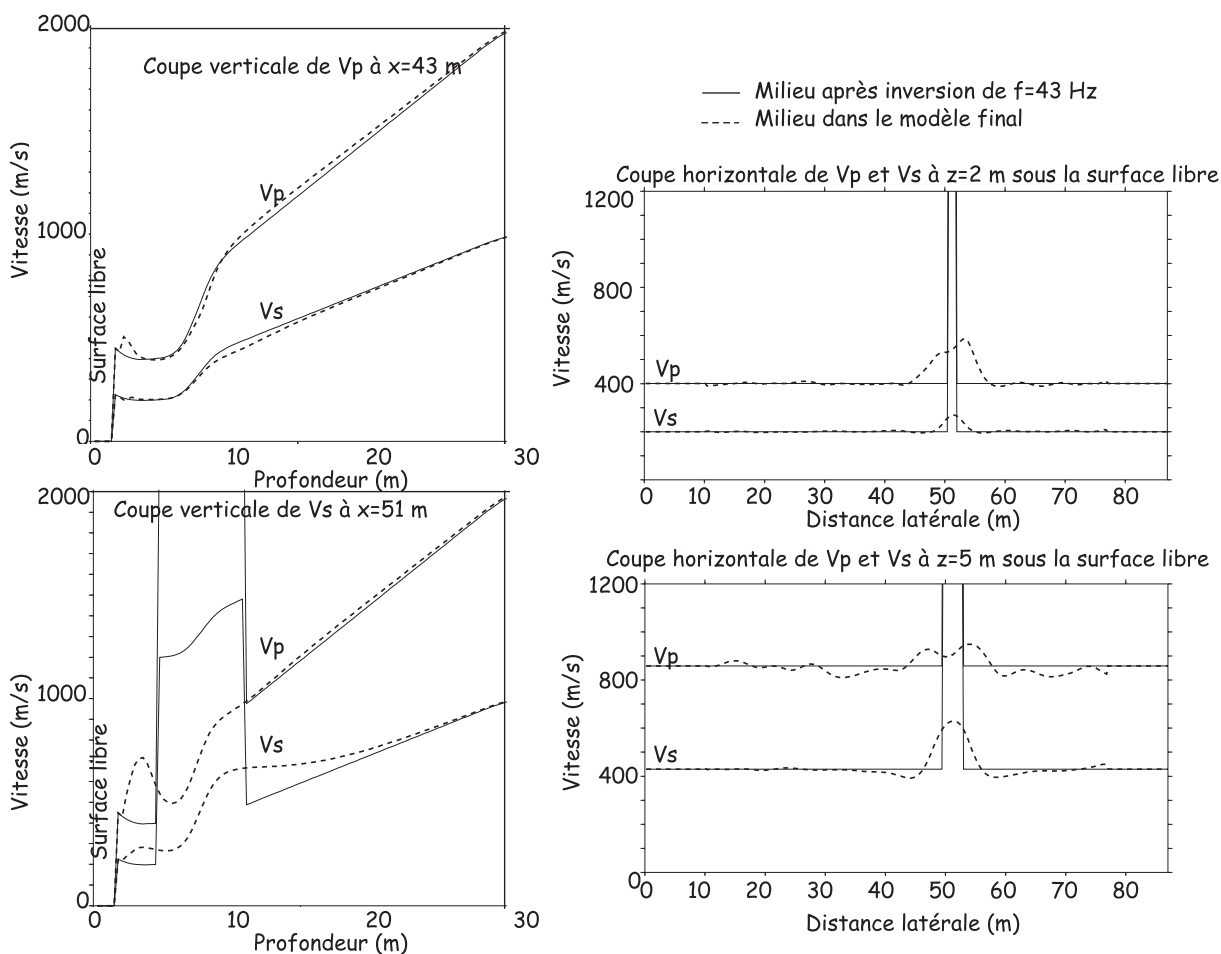 2000
Coupe verticale de Vp à x=43 m
Vitesse (m/s)
1000
Vp
Vs
Surface libre
0
0 10 20 30
Profondeur (m)
2000
Coupe verticale de Vs à x=51 m
Vitesse (m/s)
1000
Vp
Vs
Surface libre
0
0 10 20 30
Profondeur (m)
Milieu après inversion de f=43 Hz
Milieu dans le modèle final
Coupe horizontale de Vp et Vs à z=2 m sous la surface libre
1200
800
400
Vitesse (m/s)
Vp
Vs
0 10 20 30 40 50 60 70 80
Distance latérale (m)
Coupe horizontale de Vp et Vs à z=5 m sous la surface libre
1200
800
400
0
Vitesse (m/s)
Vp
Vs
0 10 20 30 40 50 60 70 80
Distance latérale (m)